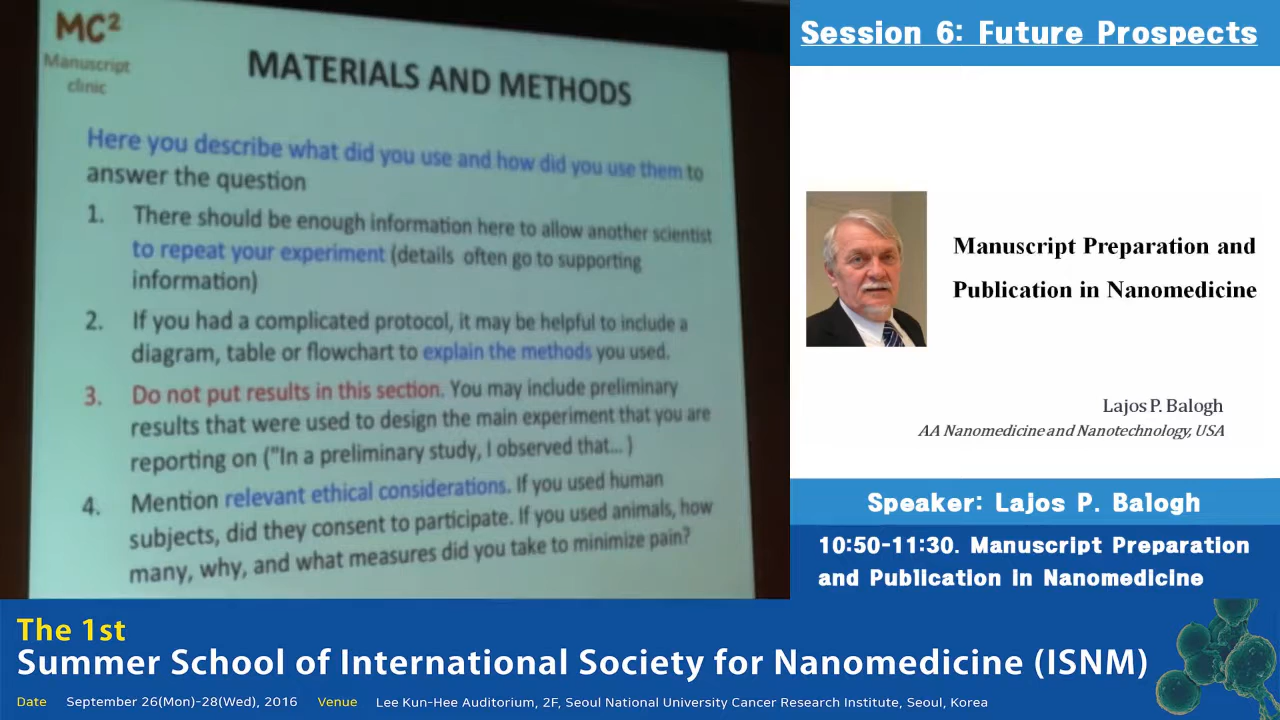 MC²
Manuscript
clinic
MATERIALS AND METHODS
Here you describe what did you use and how did you use them to
answer the question
1. There should be enough information here to allow another scientist
to repeat your experiment (details often go to supporting
information)
2. If you had a complicated protocol, it may be helpful to include a
diagram, table or flowchart to explain the methods you used.
3. Do not put results in this section. You may include preliminary
results that were used to design the main experiment that you are
reporting on ("In a preliminary study, I observed that... )
4. Mention relevant ethical considerations. If you used human
subjects, did they consent to participate. If you used animals, how
many, why, and what measures did you take to minimize pain?
Session 6: Future Prospects
Manuscript Preparation and
Publication in Nanomedicine
Lajos P. Balogh
AA Nanomedicine and Nanotechnology, USA
Speaker: Lajos P. Balogh
10:50-11:30. Manuscript Preparation
and Publication in Nanomedicine
The 1st
Summer School of International Society for Nanomedicine (ISNM)
Date September 26(Mon)-28(Wed), 2016 Venue Lee Kun-Hee Auditorium, 2F, Seoul National University Cancer Research Institute, Seoul, Korea